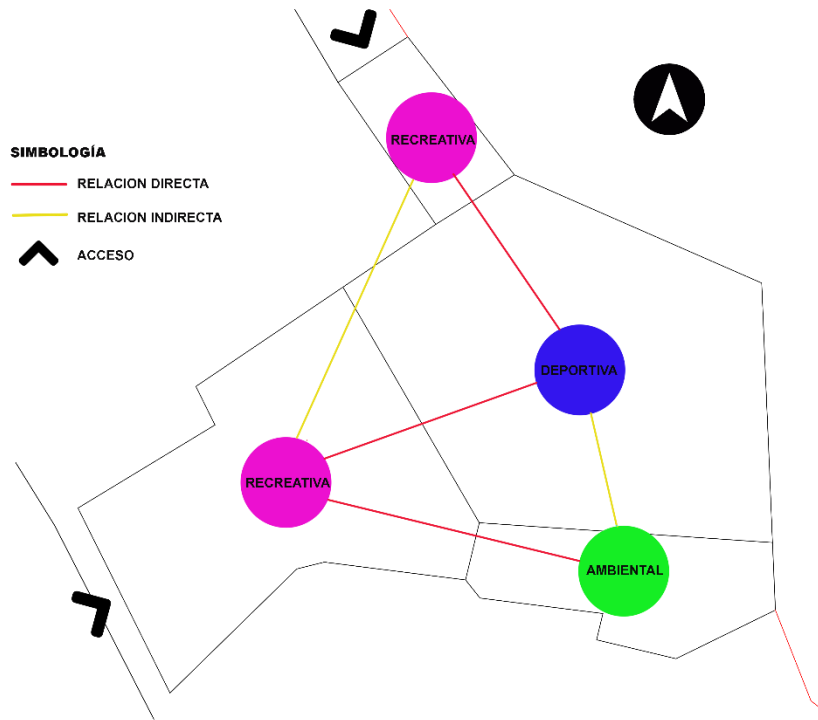 RECREATIVA
SIMBOLOGÍA
RELACION DIRECTA
RELACION INDIRECTA
ACCESO
DEPORTIVA
RECREATIVA
AMBIENTAL